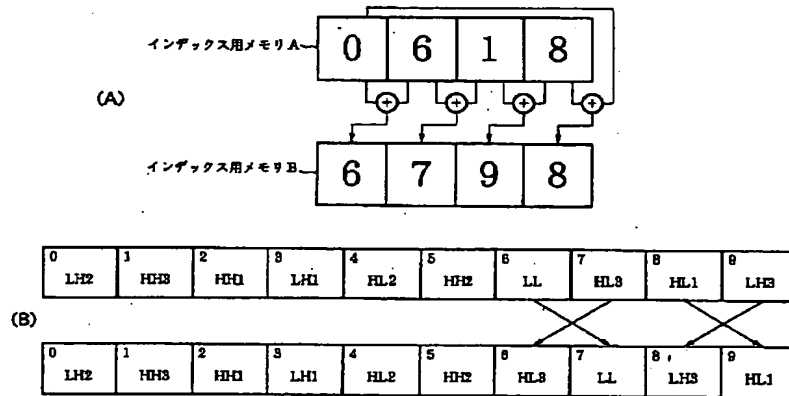 インデックス用メモリA
0 6 1 8
(A)
+ + + +
インデックス用メモリB
6 7 9 8
0 1 2 3 4 5 6 7 8 9
LH2 HH3 HH1 LH1 HL2 HH2 LL HL3 HL1 LH3
(B)
0 1 2 3 4 5 6 7 8 9
LH2 HH3 HH1 LH1 HL2 HH2 HL3 LL LH3 HL1